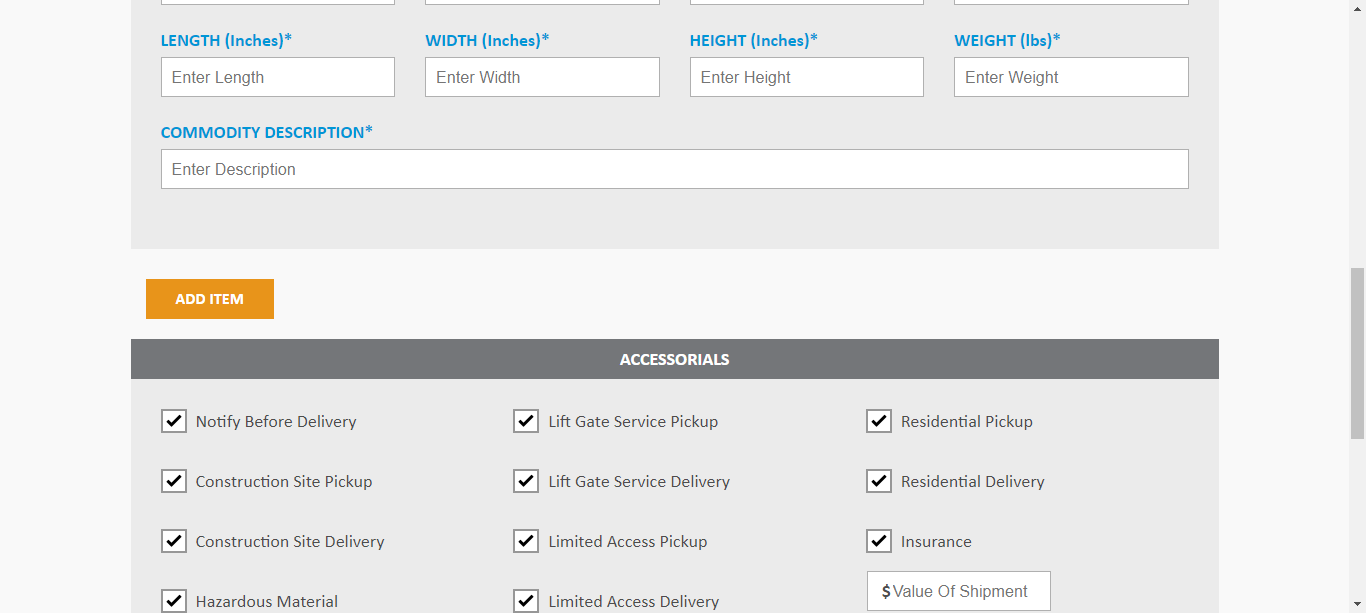 LENGTH (Inches)* WIDTH (Inches)* HEIGHT (Inches)* WEIGHT (lbs)*
Enter Length Enter Width Enter Height Enter Weight
COMMODITY DESCRIPTION*
Enter Description
ADD ITEM
ACCESSORIALS
Notify Before Delivery Lift Gate Service Pickup Residential Pickup
Construction Site Pickup Lift Gate Service Delivery Residential Delivery
Construction Site Delivery Limited Access Pickup Insurance
$Value Of Shipment
Hazardous Material Limited Access Delivery